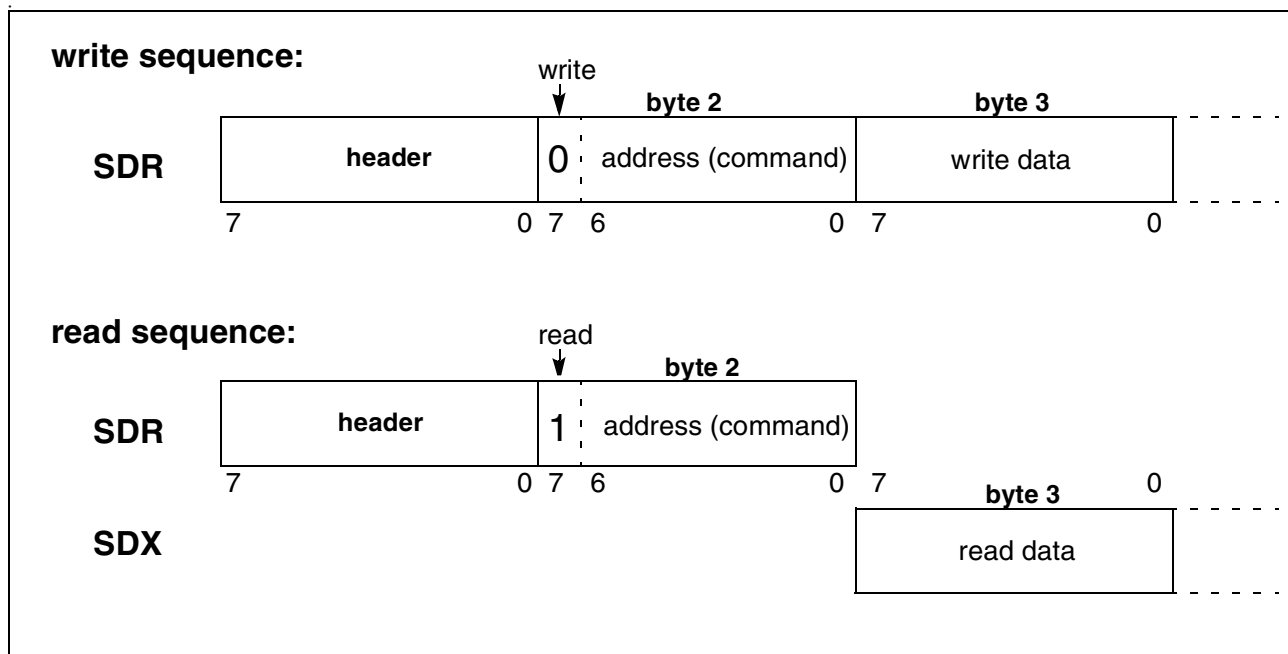 write sequence:
write
byte 2 byte 3
SDR header 0 address (command) write data
7 0 7 6 0 7 0
read sequence:
read
byte 2
SDR header 1 address (command)
7 0 7 6 0 7 0
byte 3
SDX read data